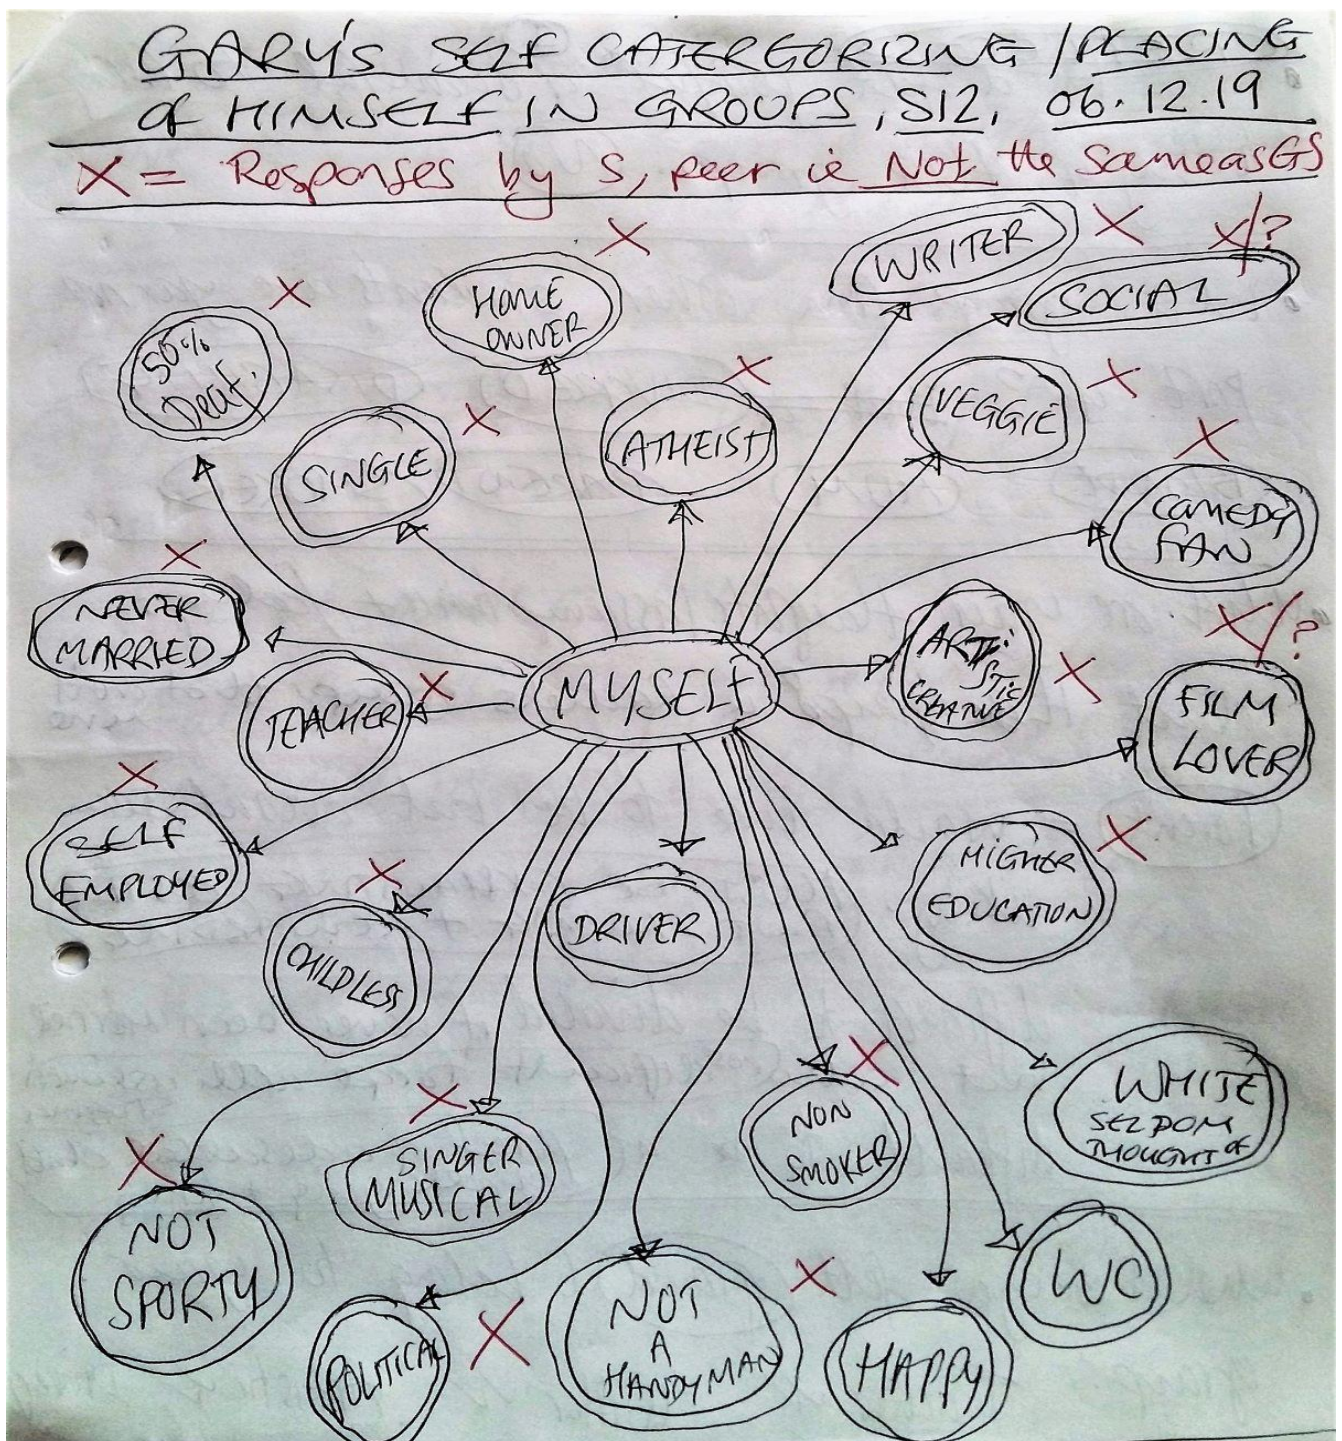 GARY'S SELF CATERGORIZING / PLACING
of HIMSELF IN GROUPS, S12, 06.12.19
X = Responses by S, peer ie Not the same as GS
X
WRITER
X
X/?
SOCIAL
X
HOME
OWNER
X
50%
Deaf.
X
SINGLE
X
ATHEIST
X
VEGGIE
X
COMEDY
FAN
X
NEVER
MARRIED
MYSELF
X
TEACHER
ARTi
STic
CREATIVE
X
X/?
FILM
LOVER
X
SELF
EMPLOYED
X
CHILDLESS
DRIVER
HIGHER
EDUCATION
X
X
NOT
SPORTY
X
SINGER
MUSICAL
X
NON
SMOKER
WHITE
SELDOM
THOUGHT OF
POLITICAL
X
NOT
A
HANDYMAN
X
HAPPY
WC